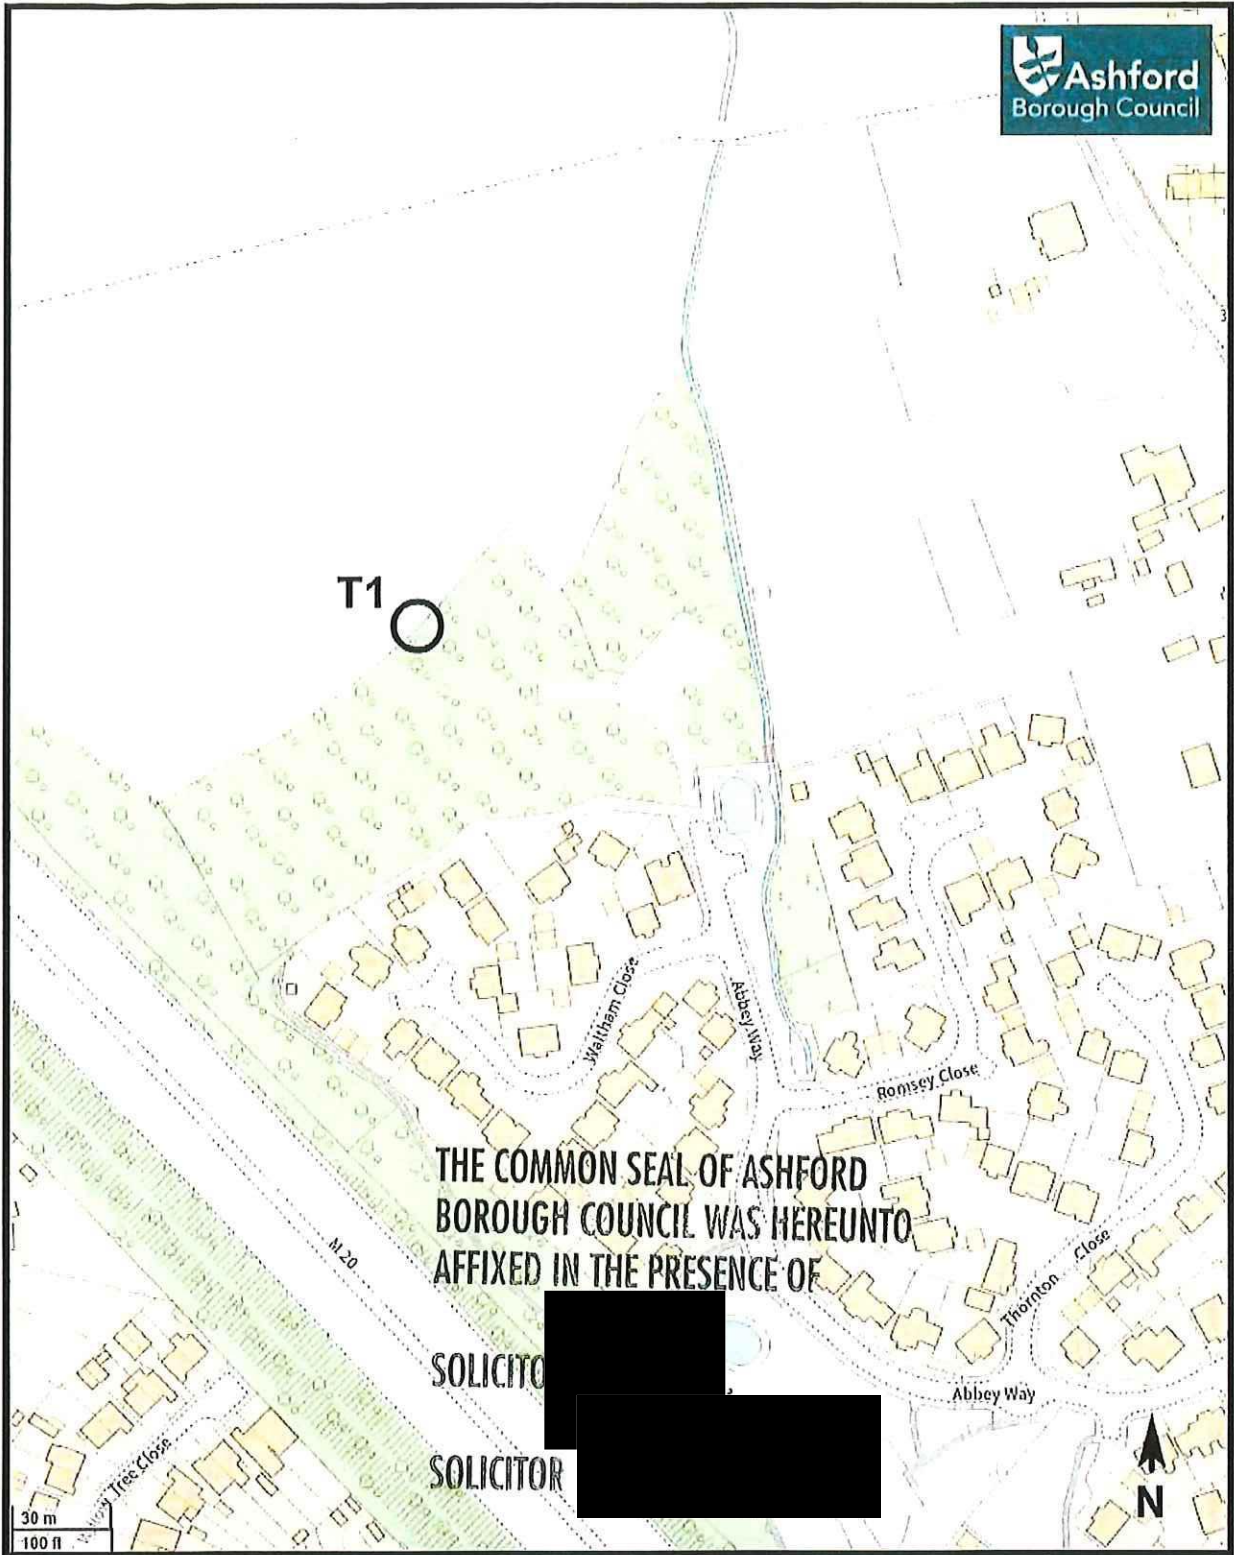 Ashford
Borough Council
T1
Waltham Close
Abbey Way
Romsey Close
THE COMMON SEAL OF ASHFORD
BOROUGH COUNCIL WAS HEREUNTO
AFFIXED IN THE PRESENCE OF
M 20
Thornton Close
SOLICITO
Abbey Way
SOLICITOR
Tree Close
N
30 m
100 ft